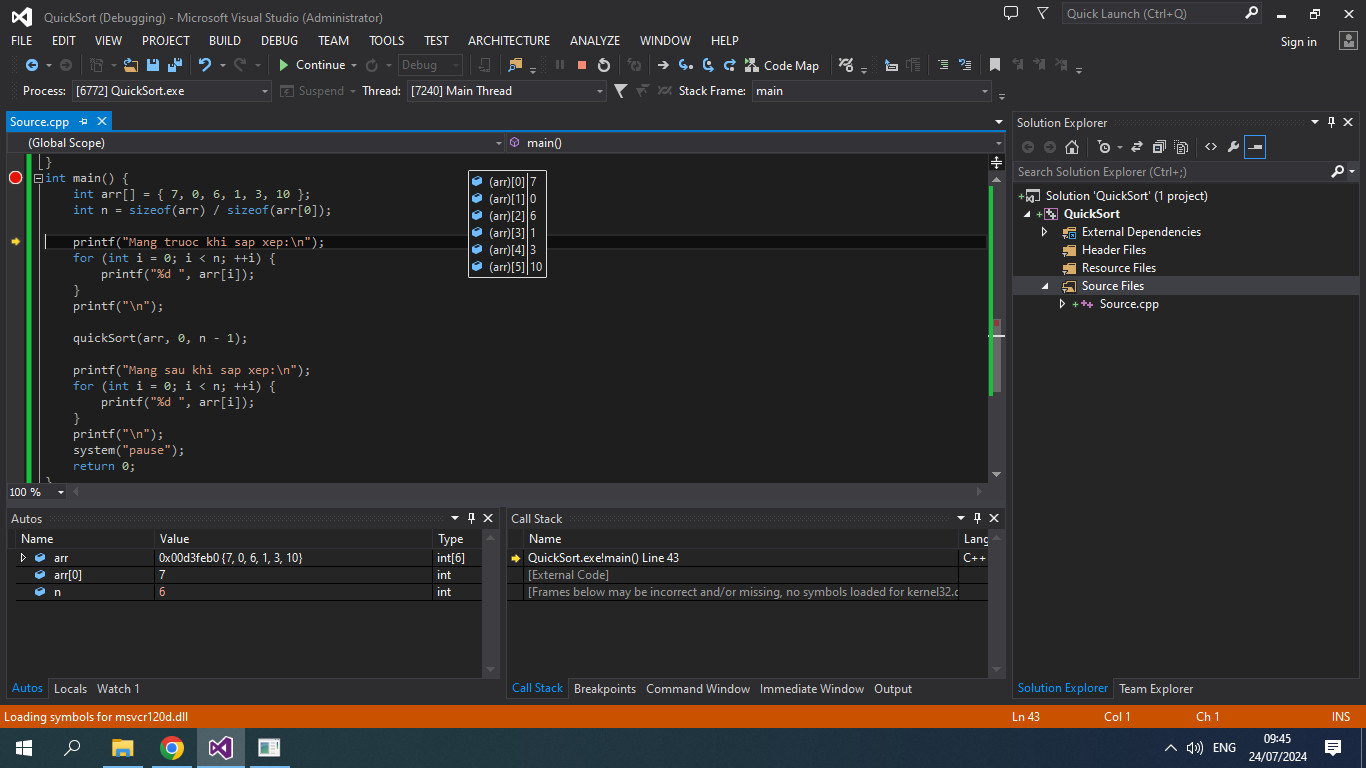 QuickSort (Debugging) - Microsoft Visual Studio (Administrator)
Quick Launch (Ctrl+Q)
FILE EDIT VIEW PROJECT BUILD DEBUG TEAM TOOLS TEST ARCHITECTURE ANALYZE WINDOW HELP
Sign in
Continue Debug Code Map
Process: [6772] QuickSort.exe Suspend Thread: [7240] Main Thread Stack Frame: main
Source.cpp
(Global Scope) main()
}
int main() {
int arr[] = { 7, 0, 6, 1, 3, 10 };
int n = sizeof(arr) / sizeof(arr[0]);
printf("Mang truoc khi sap xep:\n");
for (int i = 0; i < n; ++i) {
printf("%d ", arr[i]);
}
printf("\n");
quickSort(arr, 0, n - 1);
printf("Mang sau khi sap xep:\n");
for (int i = 0; i < n; ++i) {
printf("%d ", arr[i]);
}
printf("\n");
system("pause");
return 0;
(arr)[0] 7
(arr)[1] 0
(arr)[2] 6
(arr)[3] 1
(arr)[4] 3
(arr)[5] 10
100 %
Solution Explorer
Search Solution Explorer (Ctrl+;)
Solution 'QuickSort' (1 project)
QuickSort
External Dependencies
Header Files
Resource Files
Source Files
Source.cpp
Autos
Name Value Type
arr 0x00d3feb0 {7, 0, 6, 1, 3, 10} int[6]
arr[0] 7 int
n 6 int
Autos Locals Watch 1
Call Stack
Name Lang
QuickSort.exe!main() Line 43 C++
[External Code]
[Frames below may be incorrect and/or missing, no symbols loaded for kernel32.d
Call Stack Breakpoints Command Window Immediate Window Output
Solution Explorer Team Explorer
Loading symbols for msvcr120d.dll
Ln 43 Col 1 Ch 1 INS
ENG
09:45
24/07/2024